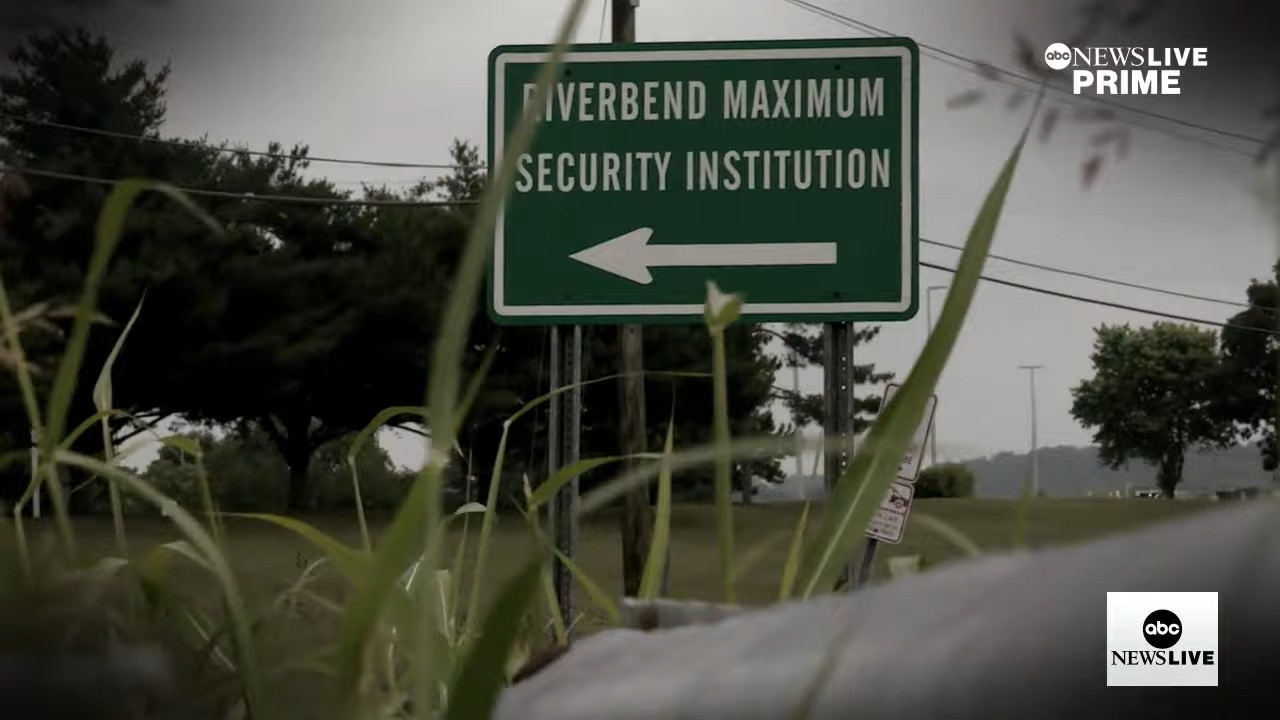 RIVERBEND MAXIMUM
SECURITY INSTITUTION
abc NEWS LIVE
PRIME
abc
NEWS LIVE